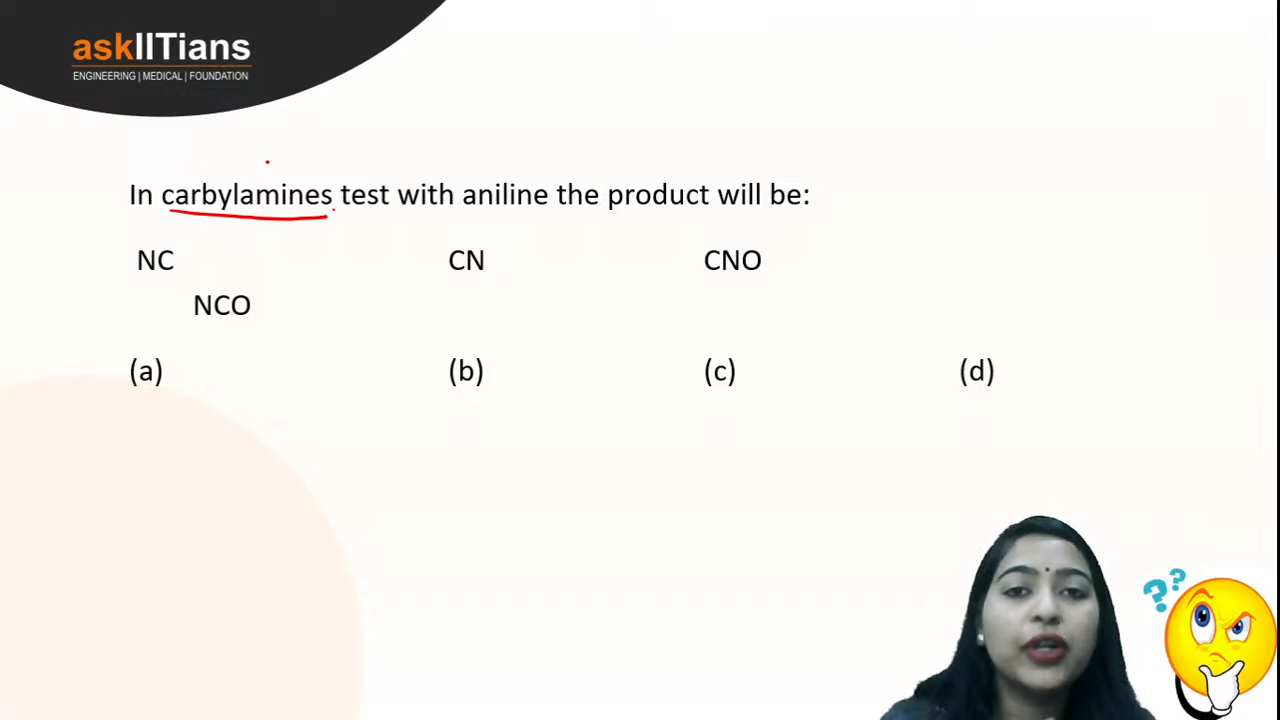 askIITians
ENGINEERING | MEDICAL | FOUNDATION
In carbylamines test with aniline the product will be:
NC CN CNO
NCO
(a) (b) (c) (d)
? ?